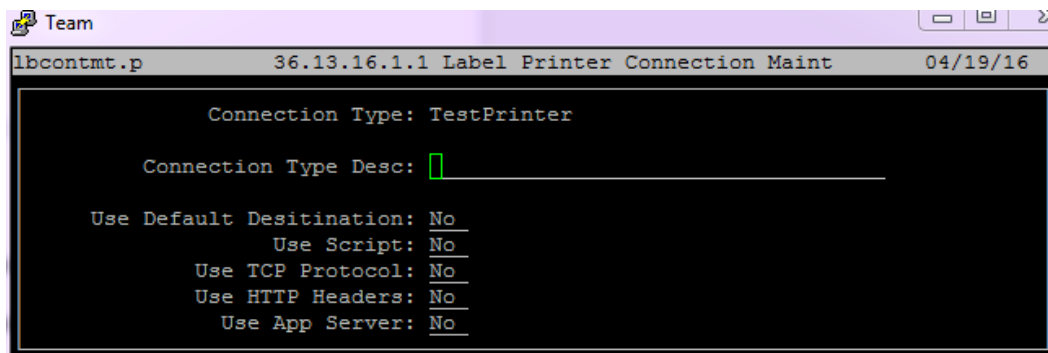 Team
lbcontmt.p 36.13.16.1.1 Label Printer Connection Maint 04/19/16
Connection Type: TestPrinter
Connection Type Desc:
Use Default Desitination: No
Use Script: No
Use TCP Protocol: No
Use HTTP Headers: No
Use App Server: No